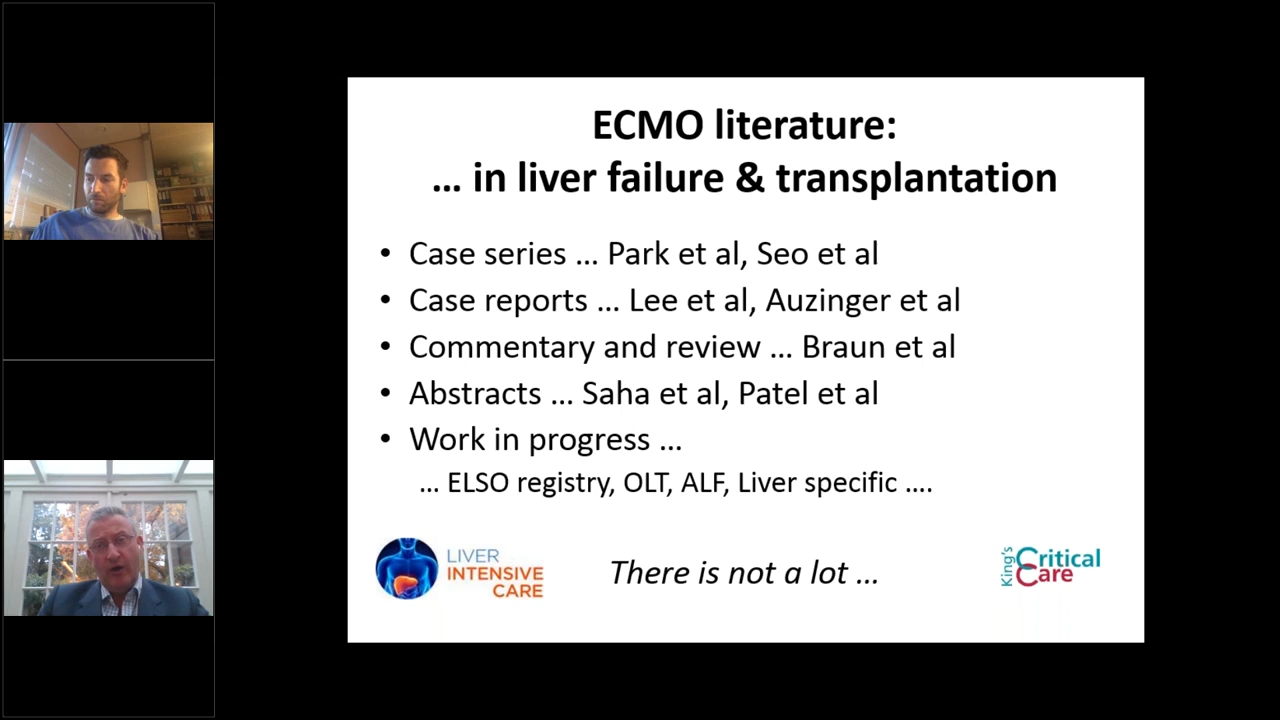 ECMO literature:
... in liver failure & transplantation
• Case series ... Park et al, Seo et al
• Case reports ... Lee et al, Auzinger et al
• Commentary and review ... Braun et al
• Abstracts ... Saha et al, Patel et al
• Work in progress ...
... ELSO registry, OLT, ALF, Liver specific ....
LIVER
INTENSIVE
CARE
There is not a lot ...
King's
Critical
Care